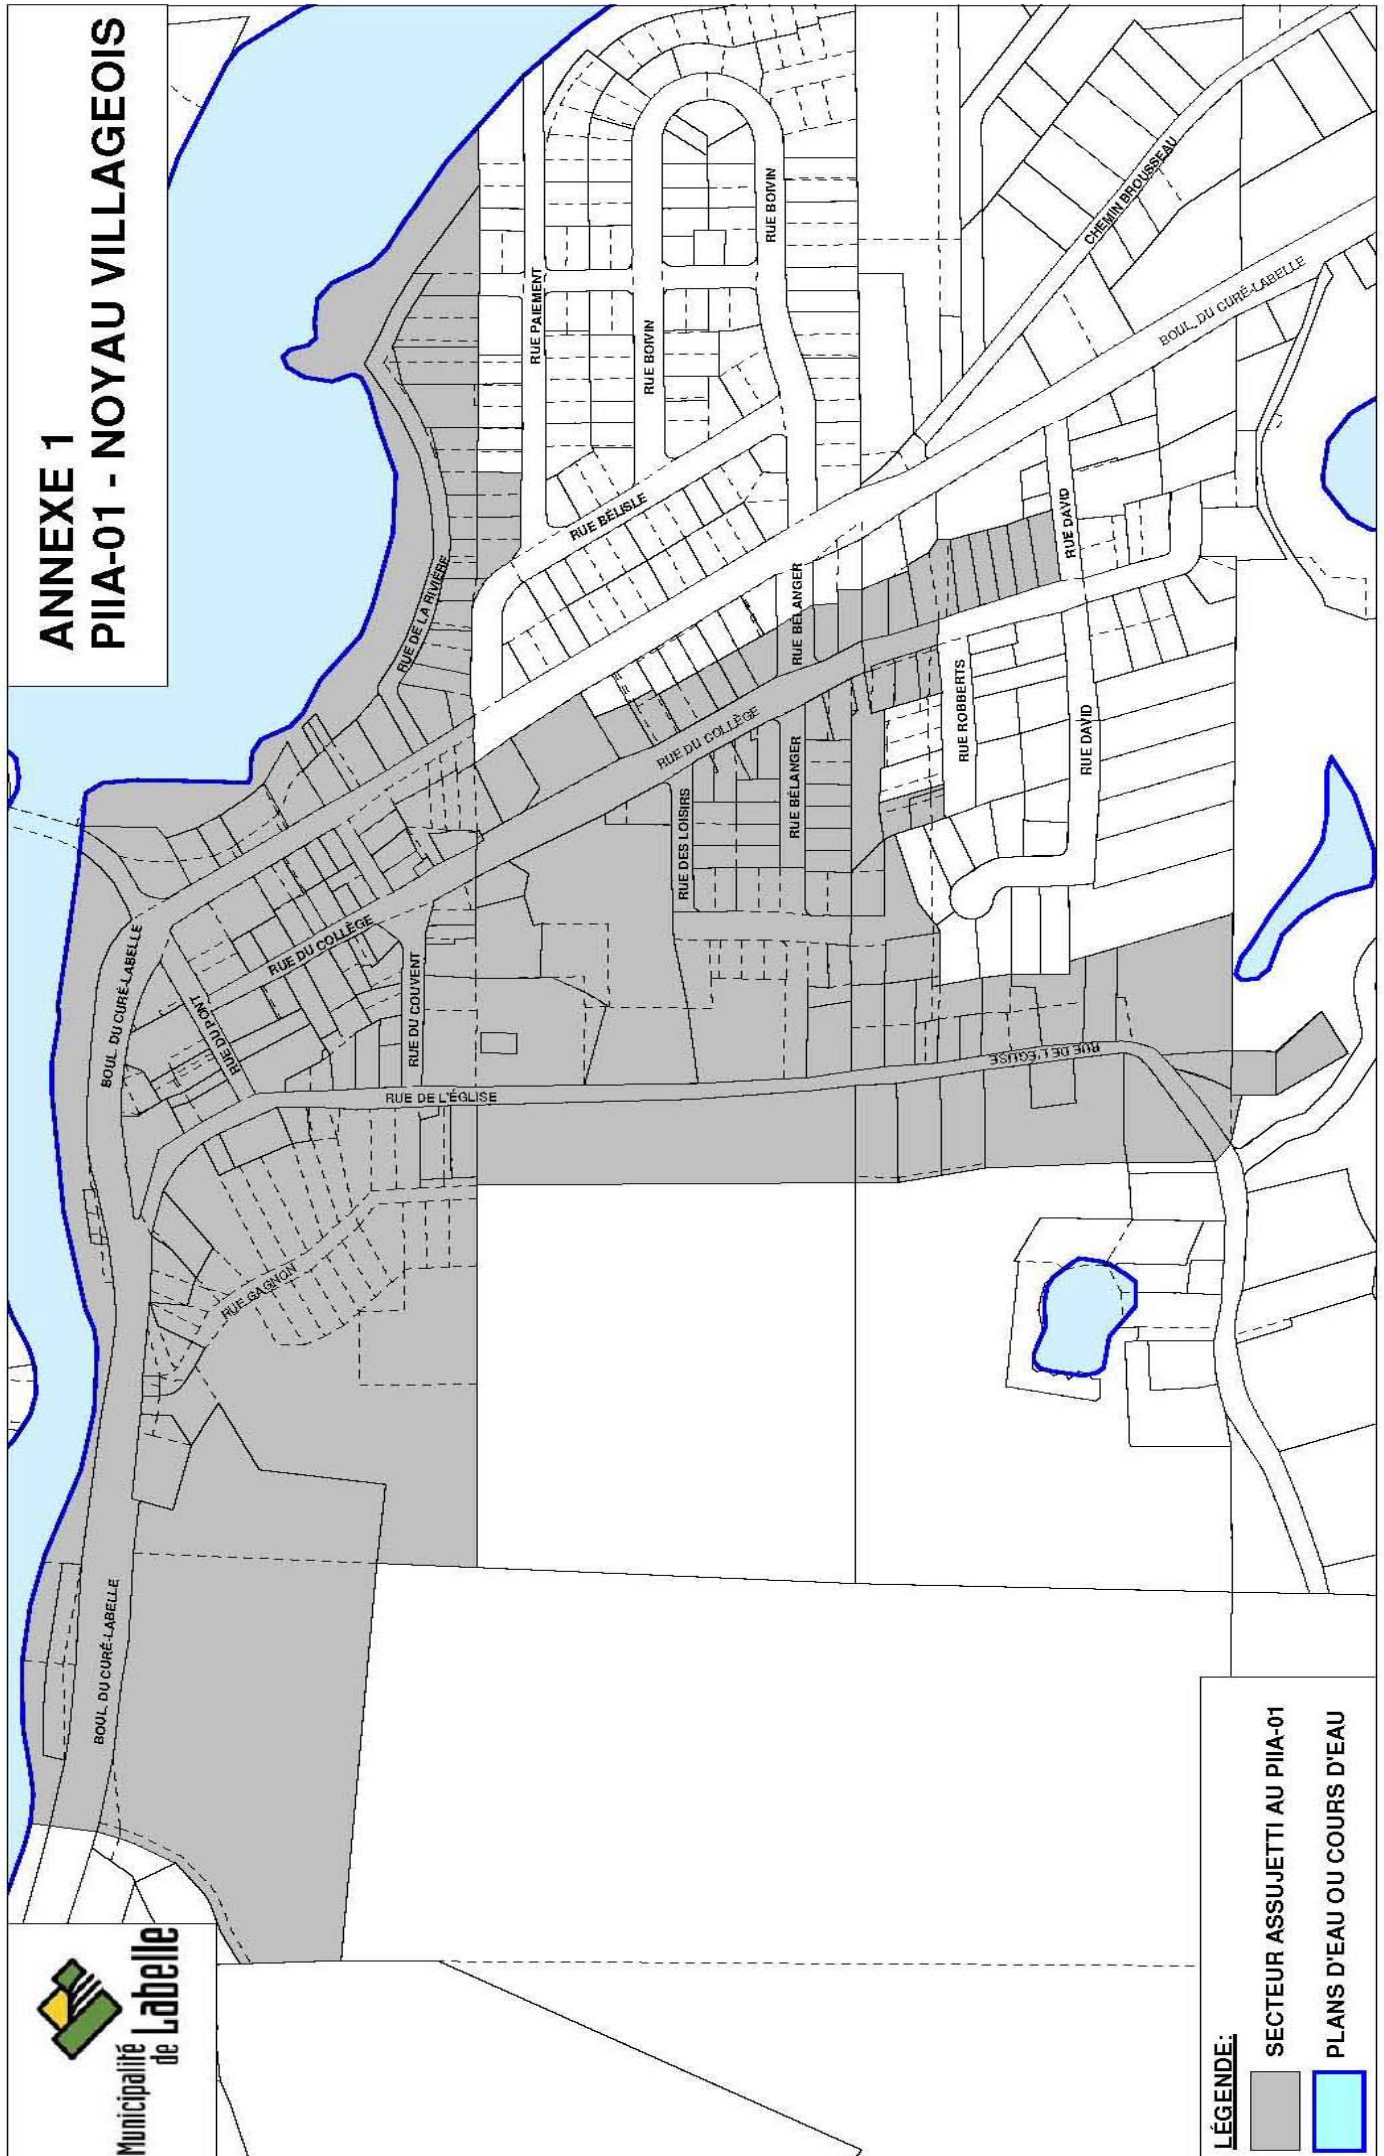 ANNEXE 1
PIIA-01 - NOYAU VILLAGEOIS
Municipalité
de Labelle
BOUL. DU CURÉ-LABELLE
BOUL. DU CURÉ-LABELLE
RUE GAGNON
RUE DU PONT
RUE DU COLLÈGE
RUE DU COUVENT
RUE DE L'ÉGLISE
RUE DE LA RIVIÈRE
RUE PAIEMENT
RUE BÉLISLE
RUE BOIVIN
RUE BOIVIN
RUE DU COLLÈGE
RUE DES LOISIRS
RUE BÉLANGER
RUE BÉLANGER
RUE ROBBERTS
RUE DAVID
RUE DAVID
RUE DE L'ÉGLISE
CHEMIN BROUSSEAU
BOUL. DU CURÉ-LABELLE
LÉGENDE:
SECTEUR ASSUJETTI AU PIIA-01
PLANS D'EAU OU COURS D'EAU